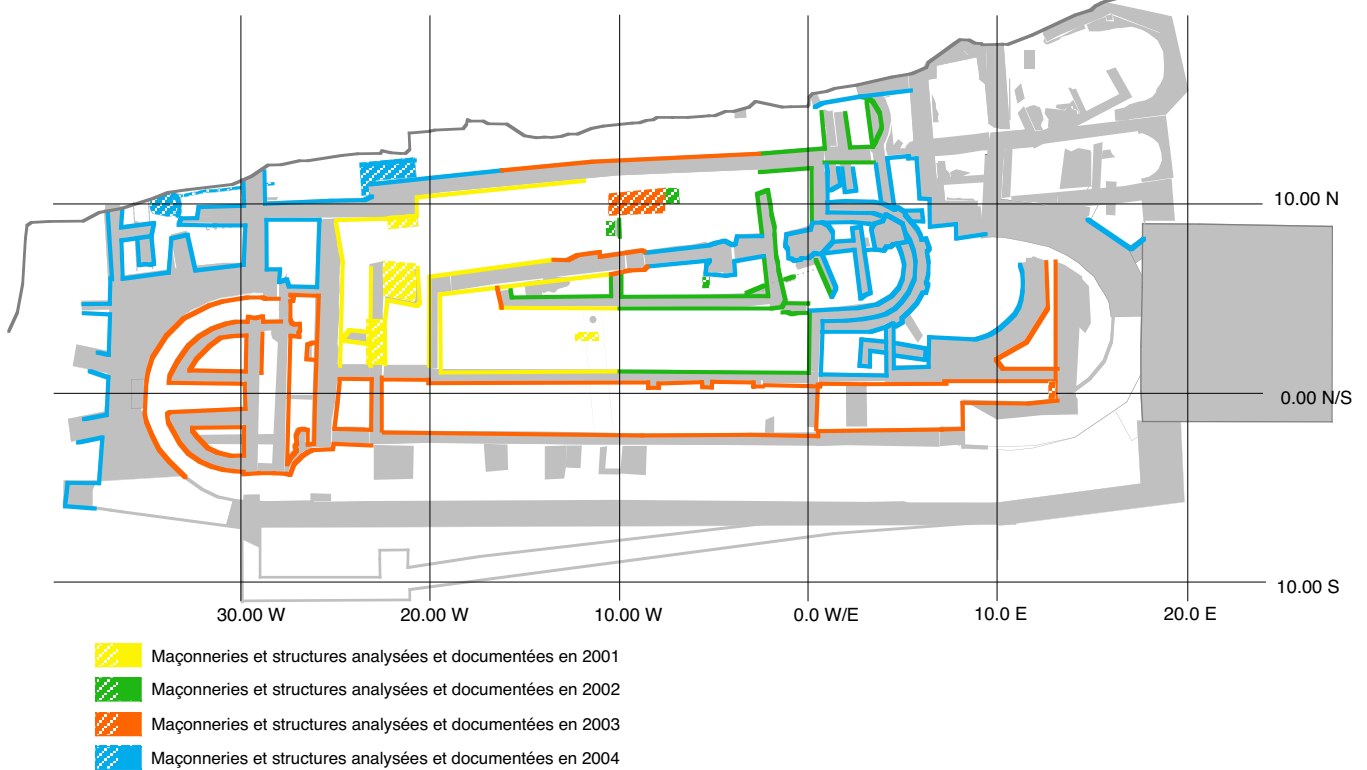 10.00 N
0.00 N/S
10.00 S
30.00 W
20.00 W
10.00 W
0.0 W/E
10.0 E
20.0 E
Maçonneries et structures analysées et documentées en 2001
Maçonneries et structures analysées et documentées en 2002
Maçonneries et structures analysées et documentées en 2003
Maçonneries et structures analysées et documentées en 2004